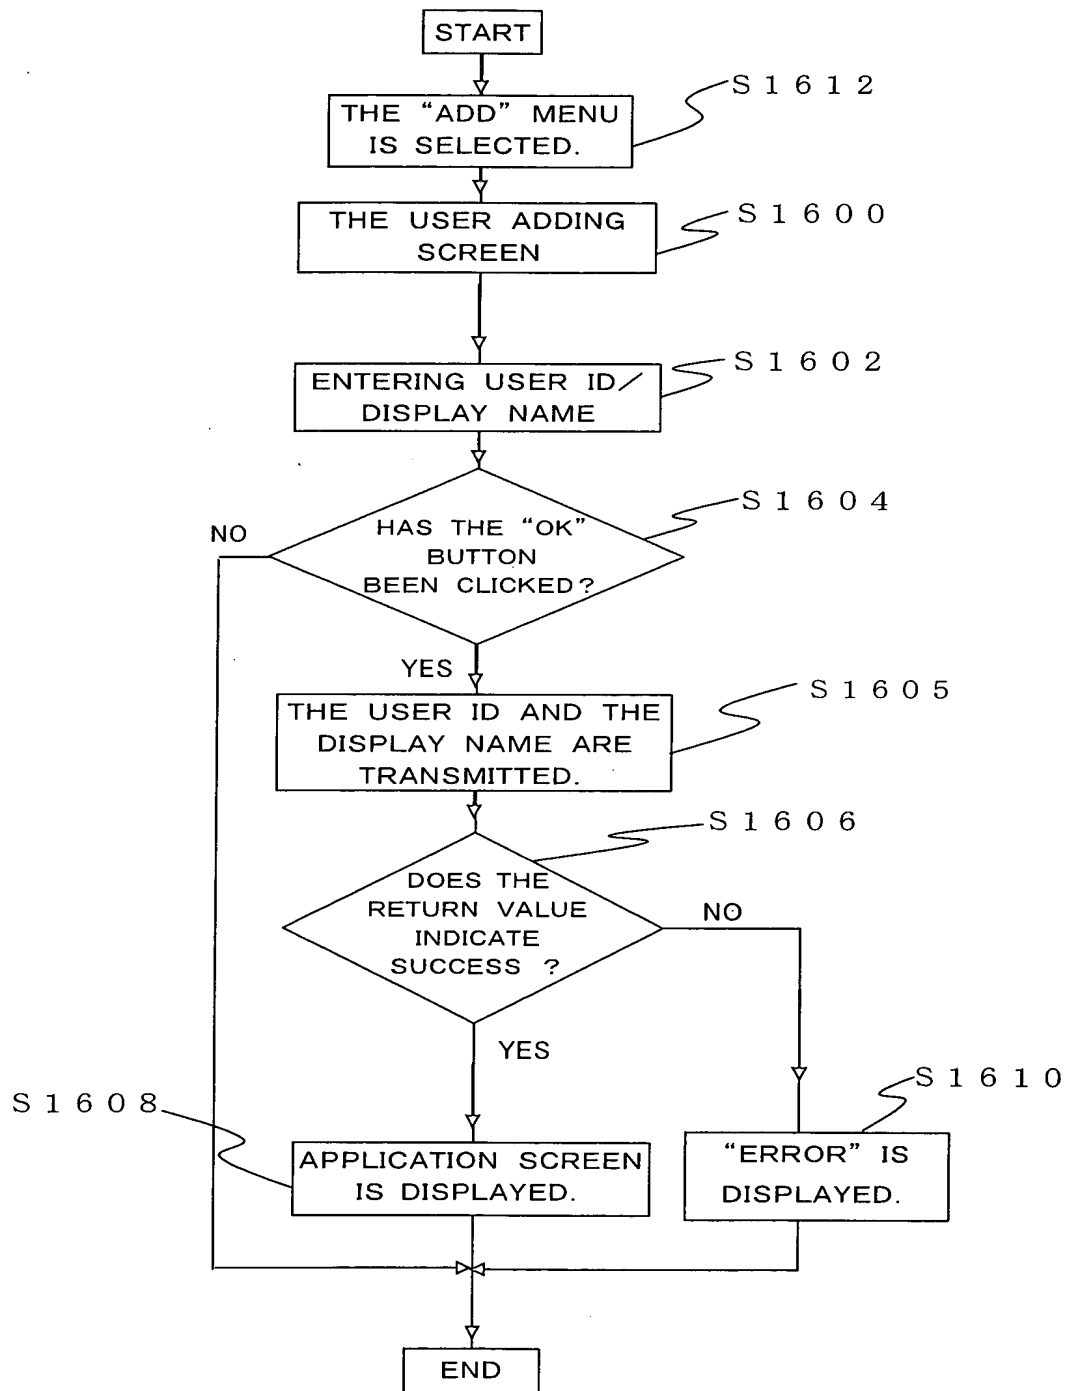 START
S1612
THE “ADD” MENU
IS SELECTED.
S1600
THE USER ADDING
SCREEN
S1602
ENTERING USER ID／
DISPLAY NAME
S1604
NO
HAS THE “OK”
BUTTON
BEEN CLICKED?
YES
S1605
THE USER ID AND THE
DISPLAY NAME ARE
TRANSMITTED.
S1606
DOES THE
RETURN VALUE
INDICATE
SUCCESS ?
NO
YES
S1608
S1610
APPLICATION SCREEN
IS DISPLAYED.
“ERROR” IS
DISPLAYED.
END